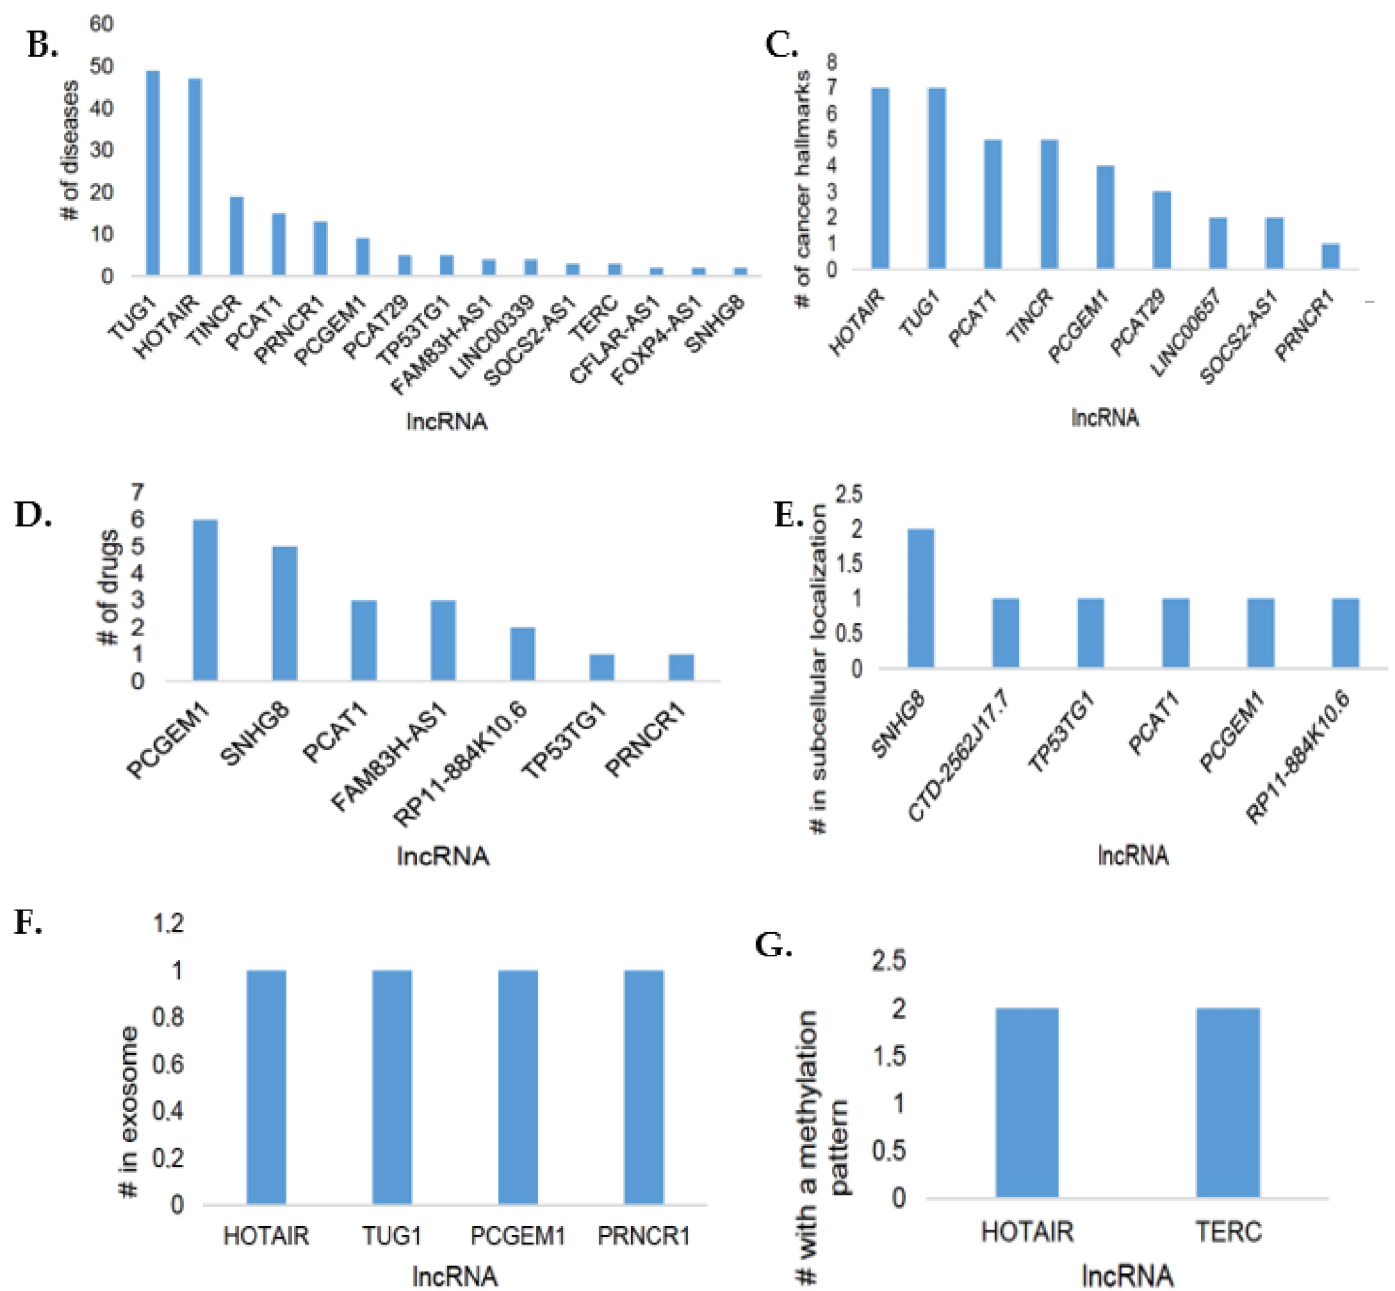 B.
# of diseases
60
50
40
30
20
10
0
TUG1
HOTAIR
TINCR
PCAT1
PRNCR1
PCGEM1
PCAT29
TP53TG1
FAM83H-AS1
LINC00339
SOCS2-AS1
TERC
CFLAR-AS1
FOXP4-AS1
SNHG8
lncRNA
C.
# of cancer hallmarks
8
7
6
5
4
3
2
1
0
HOTAIR
TUG1
PCAT1
TINCR
PCGEM1
PCAT29
LINC00657
SOCS2-AS1
PRNCR1
lncRNA
D.
# of drugs
7
6
5
4
3
2
1
0
PCGEM1
SNHG8
PCAT1
FAM83H-AS1
RP11-884K10.6
TP53TG1
PRNCR1
lncRNA
E.
# in subcellular localization
2.5
2
1.5
1
0.5
0
SNHG8
CTD-2562J17.7
TP53TG1
PCAT1
PCGEM1
RP11-884K10.6
lncRNA
F.
# in exosome
1.2
1
0.8
0.6
0.4
0.2
0
HOTAIR
TUG1
PCGEM1
PRNCR1
lncRNA
G.
# with a methylation
pattern
2.5
2
1.5
1
0.5
0
HOTAIR
TERC
lncRNA